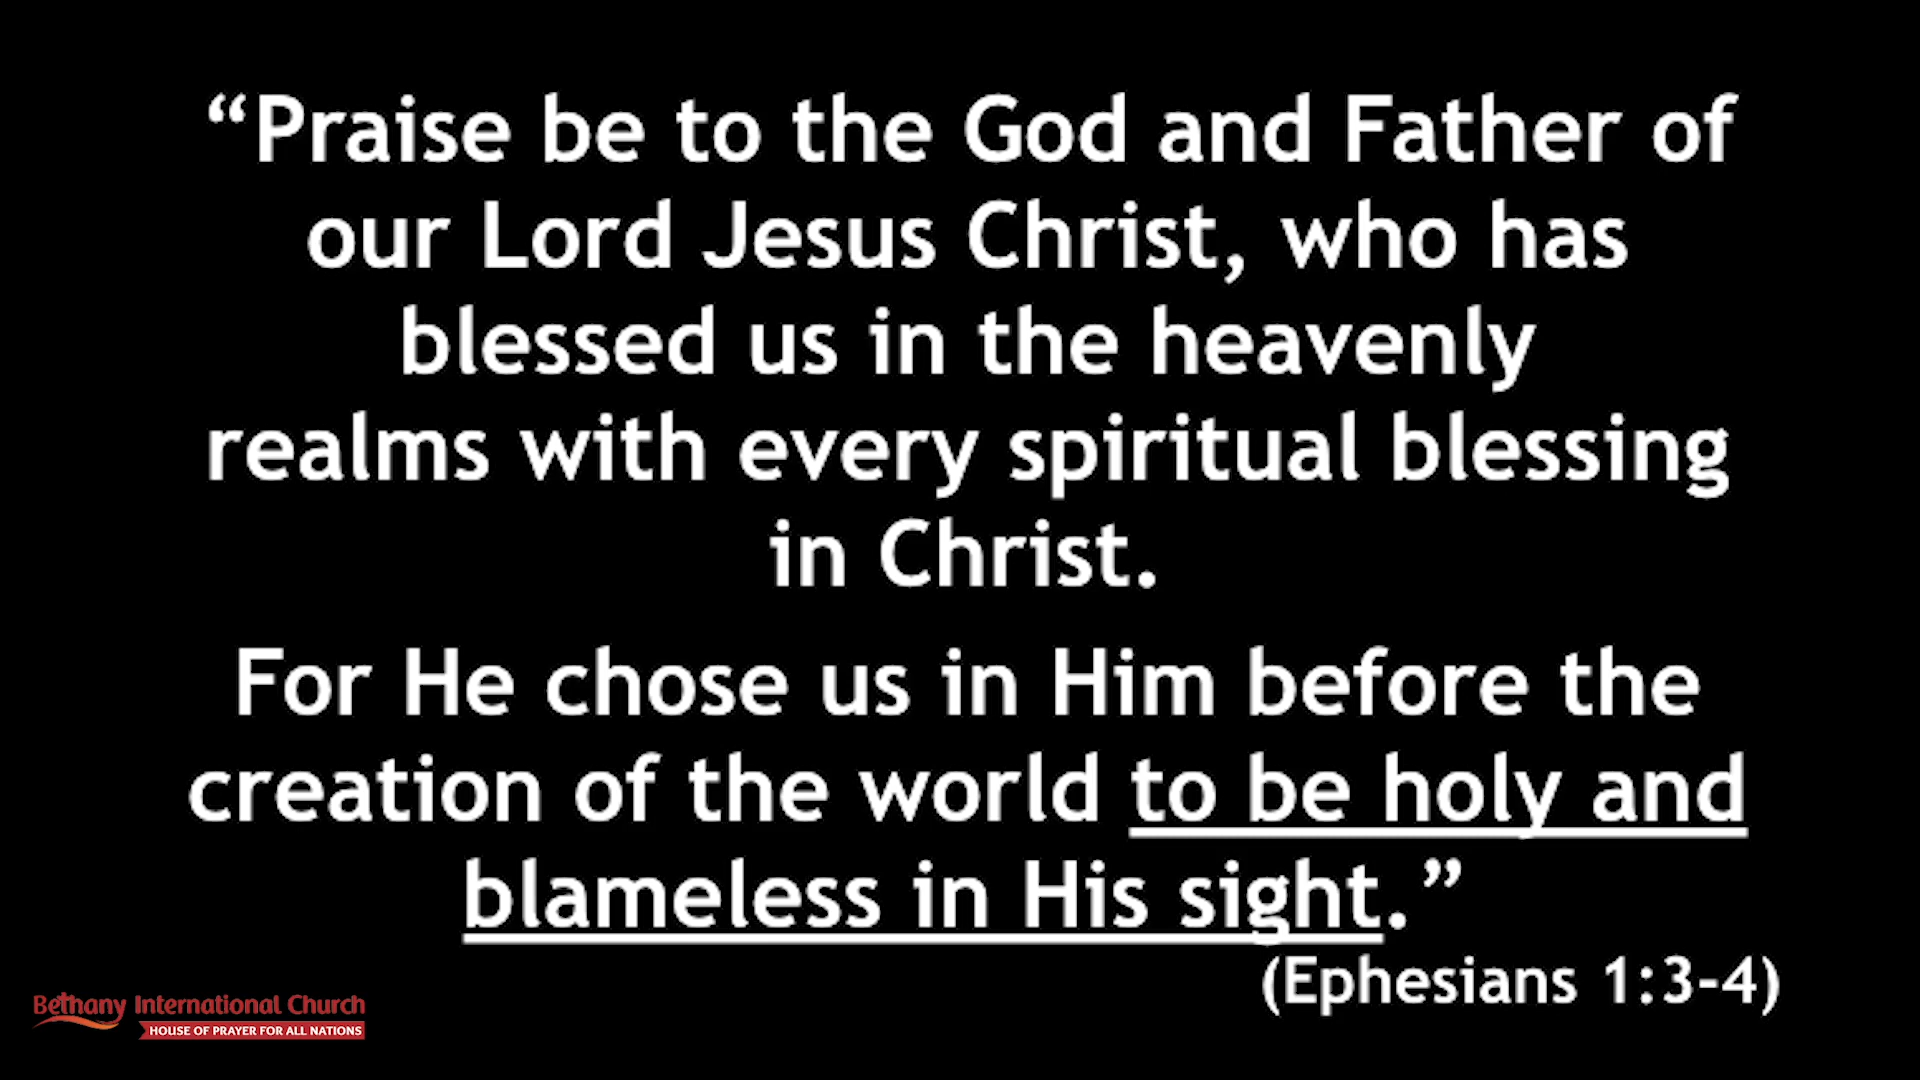 “Praise be to the God and Father of
our Lord Jesus Christ, who has
blessed us in the heavenly
realms with every spiritual blessing
in Christ.
For He chose us in Him before the
creation of the world to be holy and
blameless in His sight.”
(Ephesians 1:3-4)
Bethany International Church
HOUSE OF PRAYER FOR ALL NATIONS